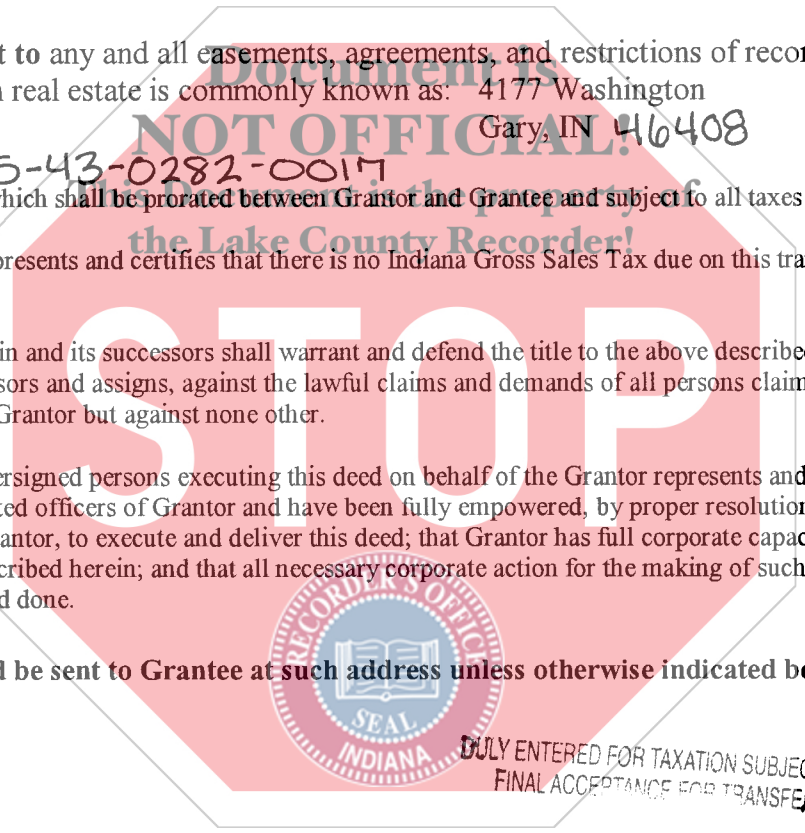 t to any and all easements, agreements, and restrictions of recor
Document is
n real estate is commonly known as: 4177 Washington
NOT OFFICIAL!
Gary, IN 46408
5-43-0282-0017
hich shall be prorated between Grantor and Grantee and subject to all taxes
This Document is the property of
the Lake County Recorder!
presents and certifies that there is no Indiana Gross Sales Tax due on this tra
STOP
in and its successors shall warrant and defend the title to the above describe
sors and assigns, against the lawful claims and demands of all persons claim
Grantor but against none other.
ersigned persons executing this deed on behalf of the Grantor represents and
ted officers of Grantor and have been fully empowered, by proper resolution
antor, to execute and deliver this deed; that Grantor has full corporate capac
cribed herein; and that all necessary corporate action for the making of such
d done.
RECORDER'S OFFICE
SEAL
INDIANA
d be sent to Grantee at such address unless otherwise indicated be
DULY ENTERED FOR TAXATION SUBJEC
FINAL ACCEPTANCE FOR TRANSFE